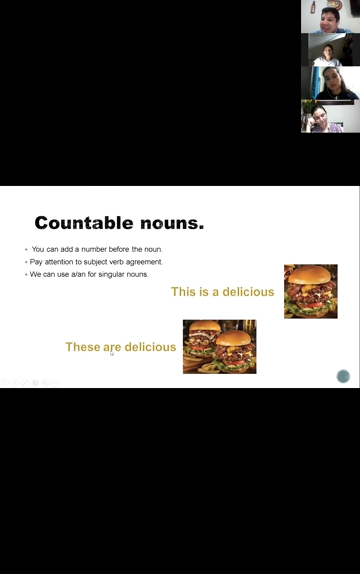 Countable nouns.
You can add a number before the noun.
Pay attention to subject verb agreement.
We can use a/an for singular nouns.
This is a delicious
These are delicious